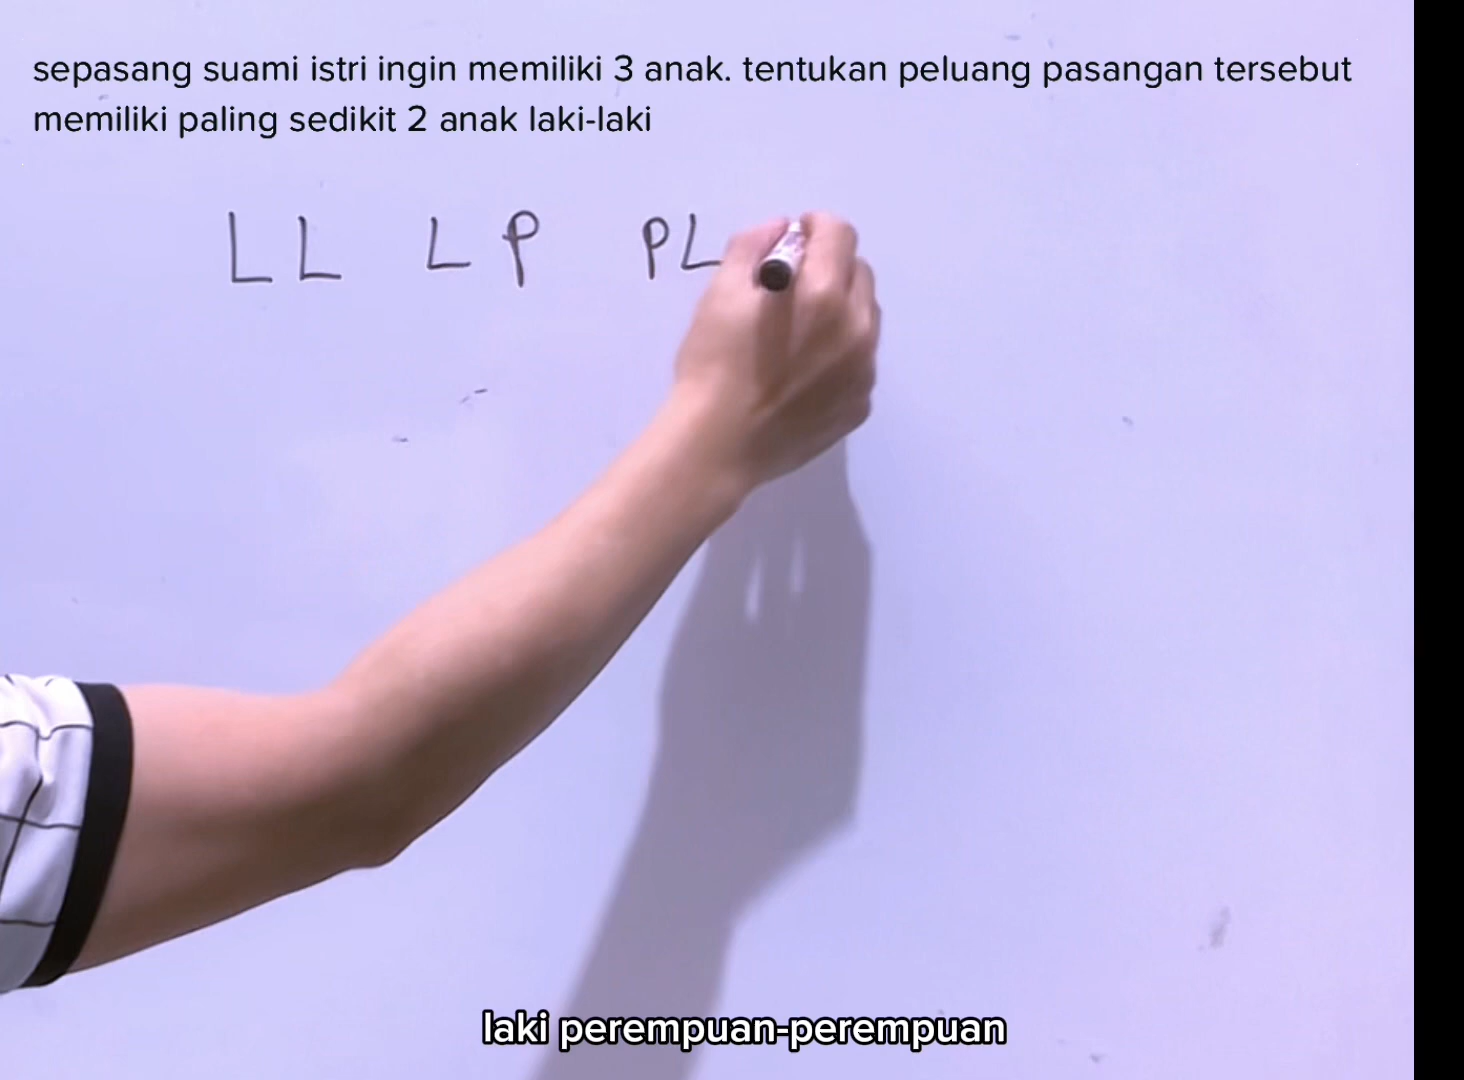 sepasang suami istri ingin memiliki 3 anak. tentukan peluang pasangan tersebut
memiliki paling sedikit 2 anak laki-laki
LL LP PL
laki perempuan-perempuan